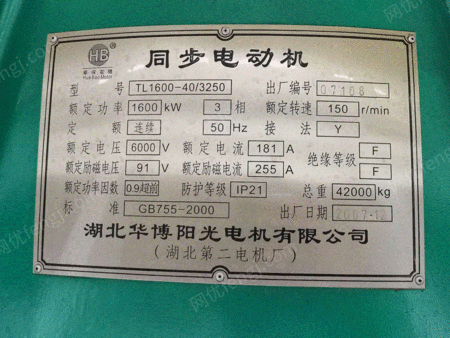 HB
同步电动机
型号 TL1600-40/3250 出厂编号 07108
额定功率 1600 kW 3 相 额定转速 150 r/min
定额 连续 50 Hz 接法 Y
额定电压 6000 V 额定电流 181 A 绝缘等级 F
额定励磁电压 91 V 额定励磁电流 255 A F
额定功率因数 0.9超前 防护等级 IP21 总重 42000 kg
标准 GB755-2000 出厂日期 2007-12
湖北华博阳光电机有限公司
(湖北第二电机厂)